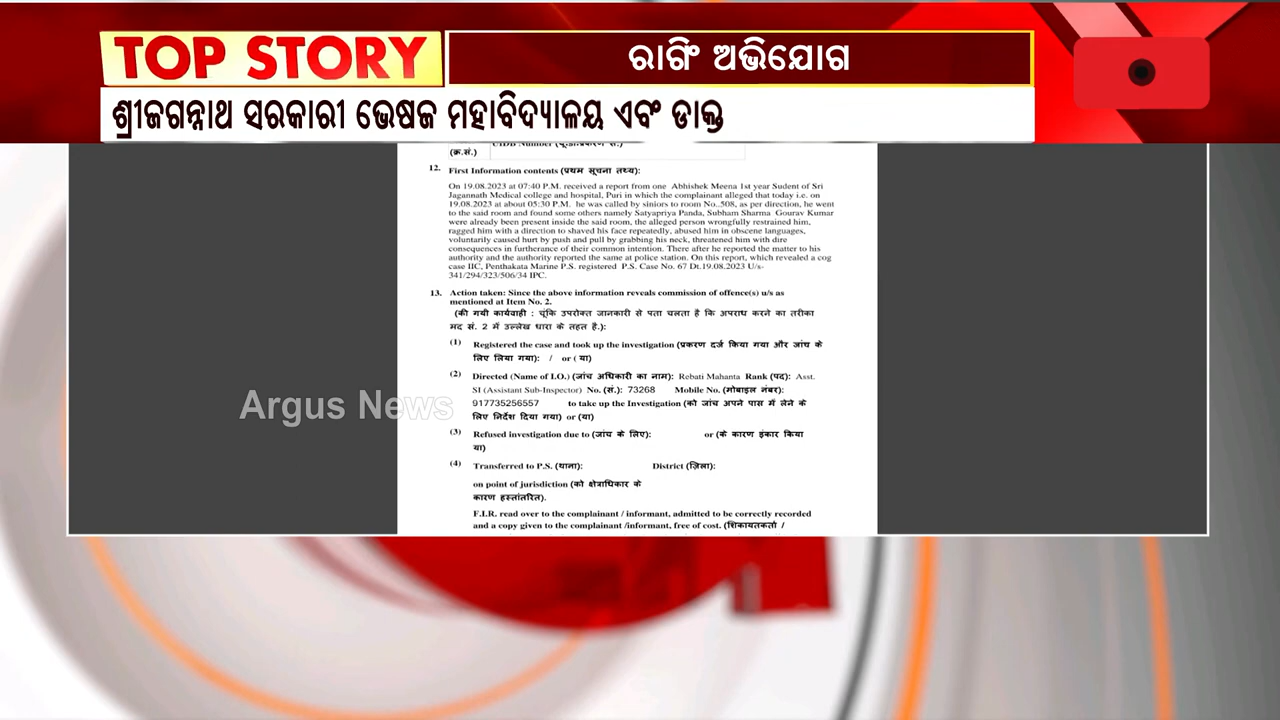 TOP STORY
ରାଗିଂ ଅଭିଯୋଗ
ଶ୍ରୀଜଗନ୍ନାଥ ସରକାରୀ ଭେଷଜ ମହାବିଦ୍ୟାଳୟ ଏବଂ ଡାକ୍ତ
(क्र.सं.)
UIDB Number
12. First Information contents (प्रथम सूचना तथ्य):
On 19.08.2023 at 07:40 P.M. received a report from one Abhishek Meena 1st year Sudent of Sri
Jagannath Medical college and hospital, Puri in which the complainant alleged that today i.e. on
19.08.2023 at about 05:30 P.M. he was called by siniors to room No..508, as per direction, he went
to the said room and found some others namely Satyapriya Panda, Subham Sharma Gourav Kumar
were already been present inside the said room, the alleged person wrongfully restrained him,
ragged him with a direction to shaved his face repeatedly, abused him in obscene languages,
voluntarily caused hurt by push and pull by grabbing his neck, threatened him with dire
consequences in furtherance of their common intention. There after he reported the matter to his
authority and the authority reported the same at police station. On this report, which revealed a cog
case IIC, Penthakata Marine P.S. registered P.S. Case No. 67 Dt.19.08.2023 U/s-
341/294/323/506/34 IPC.
13. Action taken: Since the above information reveals commission of offence(s) u/s as
mentioned at Item No. 2.
(की गयी कार्यवाही : चूंकि उपरोक्त जानकारी से पता चलता है कि अपराध करने का तरीका
मद सं. 2 में उल्लेख धारा के तहत है.):
(1) Registered the case and took up the investigation (प्रकरण दर्ज किया गया और जांच के
लिए लिया गया): / or ( या)
(2) Directed (Name of I.O.) (जांच अधिकारी का नाम): Rebati Mahanta Rank (पद): Asst.
SI (Assistant Sub-Inspector) No. (सं.): 73268 Mobile No. (मोबाइल नंबर):
917735256557 to take up the Investigation (को जांच अपने पास में लेने के
लिए निर्देश दिया गया) or (या)
(3) Refused investigation due to (जांच के लिए): or (के कारण इंकार किया
या)
(4) Transferred to P.S. (थाना): District (ज़िला):
on point of jurisdiction (को क्षेत्राधिकार के
कारण हस्तांतरित).
F.I.R. read over to the complainant / informant, admitted to be correctly recorded
and a copy given to the complainant /informant, free of cost. (शिकायतकर्ता /
Argus News